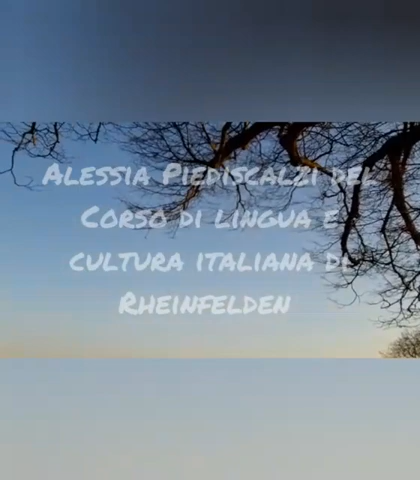 Alessia Piediscalzi del
Corso di lingua e
cultura italiana di
Rheinfelden